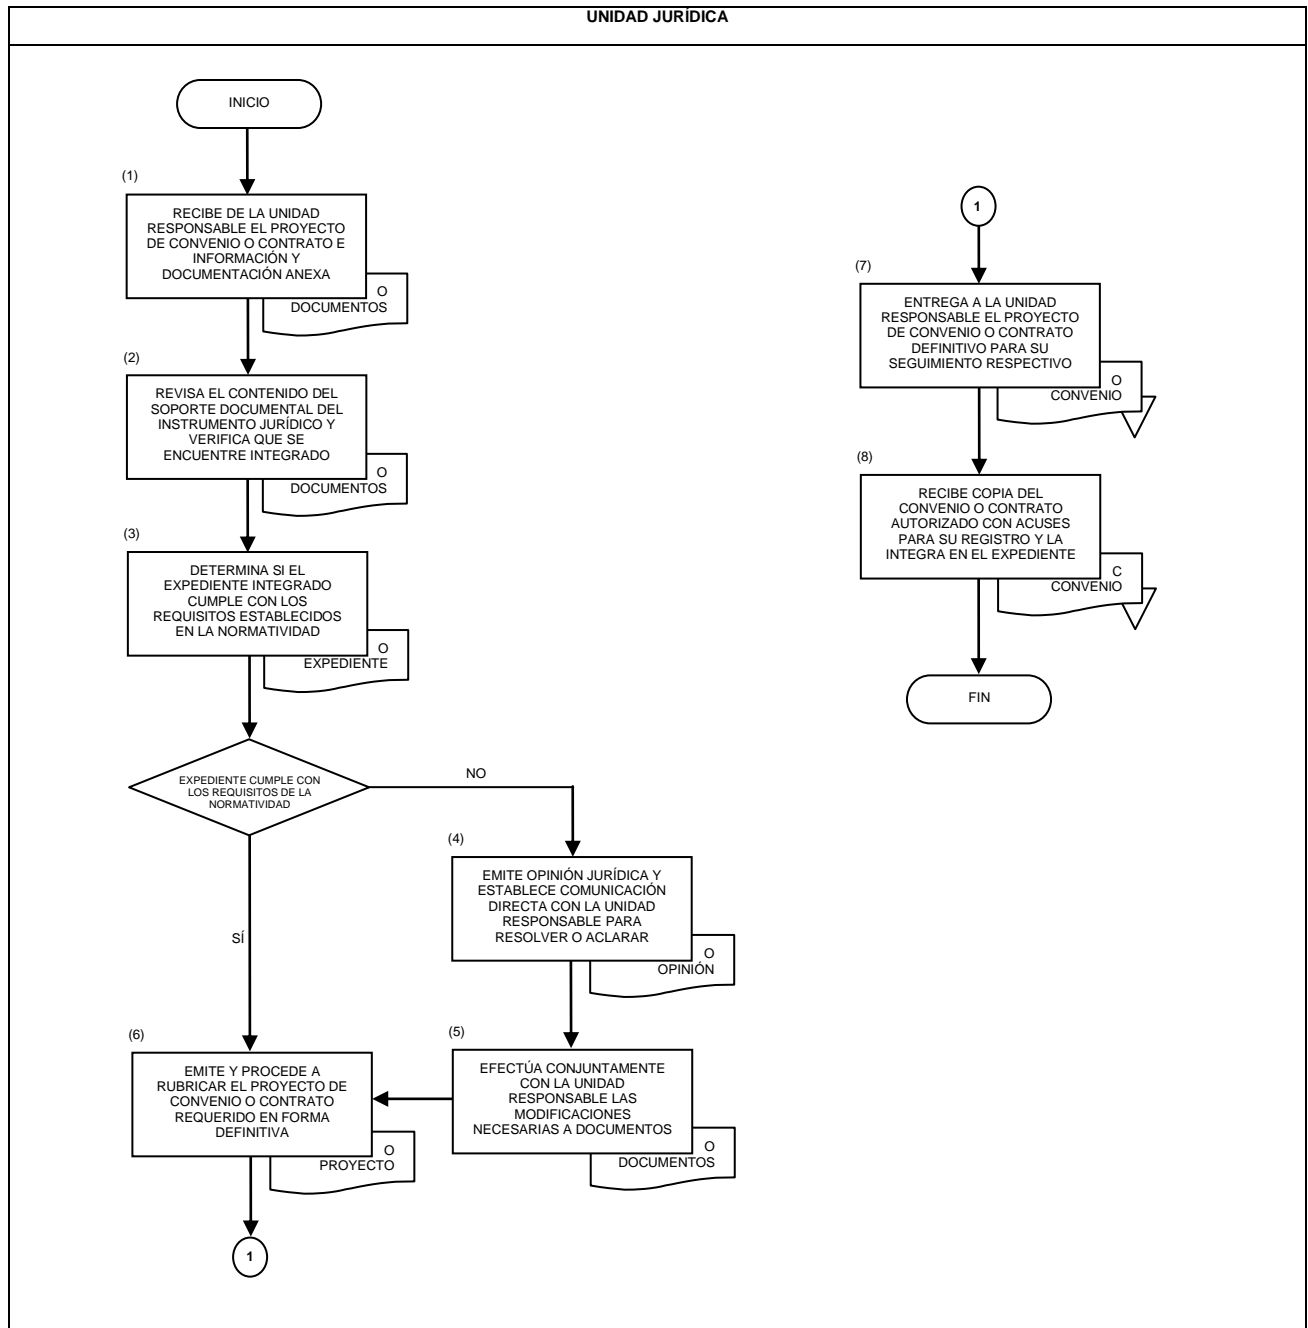 UNIDAD JURÍDICA
INICIO
(1)
RECIBE DE LA UNIDAD
RESPONSABLE EL PROYECTO
DE CONVENIO O CONTRATO E
INFORMACIÓN Y
DOCUMENTACIÓN ANEXA
O
DOCUMENTOS
(2)
REVISA EL CONTENIDO DEL
SOPORTE DOCUMENTAL DEL
INSTRUMENTO JURÍDICO Y
VERIFICA QUE SE
ENCUENTRE INTEGRADO
O
DOCUMENTOS
(3)
DETERMINA SI EL
EXPEDIENTE INTEGRADO
CUMPLE CON LOS
REQUISITOS ESTABLECIDOS
EN LA NORMATIVIDAD
O
EXPEDIENTE
EXPEDIENTE CUMPLE CON
LOS REQUISITOS DE LA
NORMATIVIDAD
NO
SÍ
(4)
EMITE OPINIÓN JURÍDICA Y
ESTABLECE COMUNICACIÓN
DIRECTA CON LA UNIDAD
RESPONSABLE PARA
RESOLVER O ACLARAR
O
OPINIÓN
(5)
EFECTÚA CONJUNTAMENTE
CON LA UNIDAD
RESPONSABLE LAS
MODIFICACIONES
NECESARIAS A DOCUMENTOS
O
DOCUMENTOS
(6)
EMITE Y PROCEDE A
RUBRICAR EL PROYECTO DE
CONVENIO O CONTRATO
REQUERIDO EN FORMA
DEFINITIVA
O
PROYECTO
1
1
(7)
ENTREGA A LA UNIDAD
RESPONSABLE EL PROYECTO
DE CONVENIO O CONTRATO
DEFINITIVO PARA SU
SEGUIMIENTO RESPECTIVO
O
CONVENIO
(8)
RECIBE COPIA DEL
CONVENIO O CONTRATO
AUTORIZADO CON ACUSES
PARA SU REGISTRO Y LA
INTEGRA EN EL EXPEDIENTE
C
CONVENIO
FIN